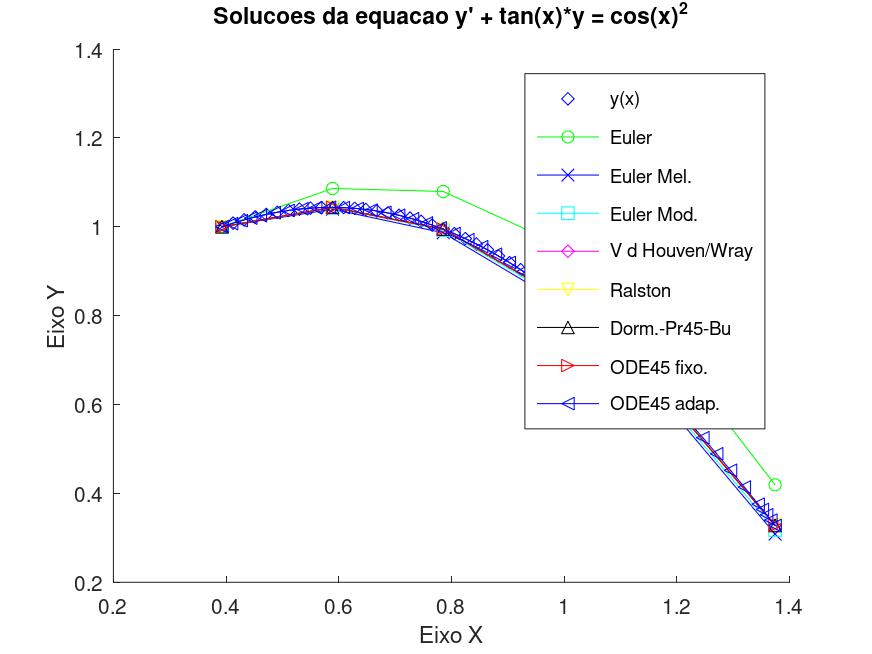 Solucoes da equacao y' + tan(x)*y = cos(x)²
1.4
1.2
1
0.8
0.6
0.4
0.2
Eixo Y
y(x)
Euler
Euler Mel.
Euler Mod.
V d Houven/Wray
Ralston
Dorm.-Pr45-Bu
ODE45 fixo.
ODE45 adap.
0.2 0.4 0.6 0.8 1 1.2 1.4
Eixo X